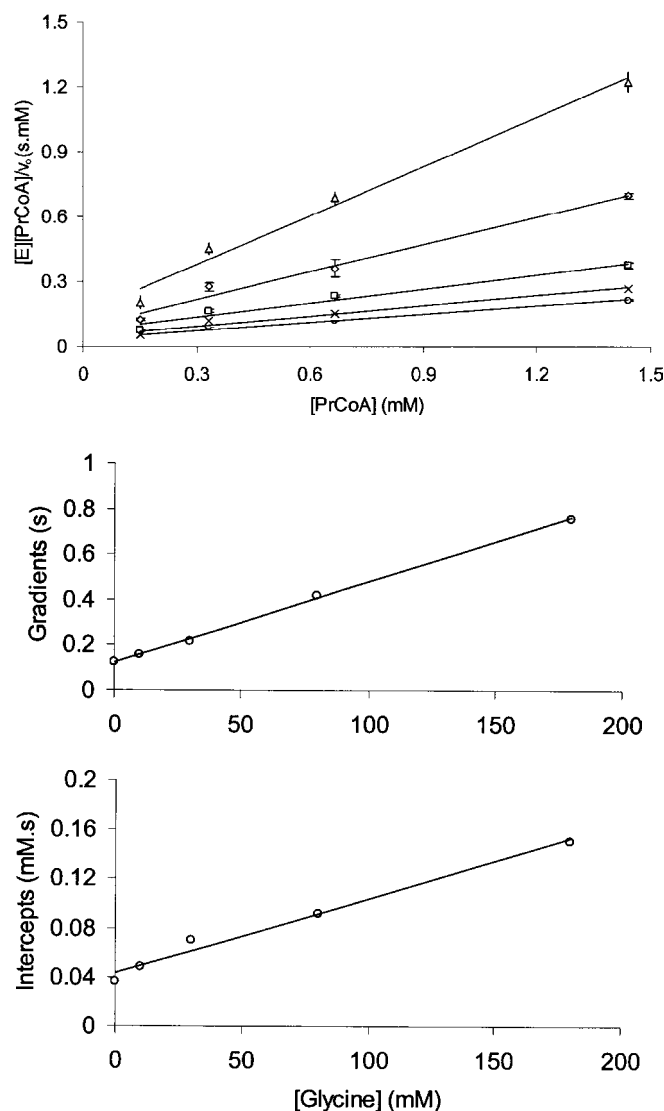 [E][PrCoA]/vₒ(s.mM)
1.5
1.2
0.9
0.6
0.3
0
0 0.3 0.6 0.9 1.2 1.5
[PrCoA] (mM)
Gradients (s)
1
0.8
0.6
0.4
0.2
0
0 50 100 150 200
Intercepts (mM.s)
0.2
0.16
0.12
0.08
0.04
0
0 50 100 150 200
[Glycine] (mM)